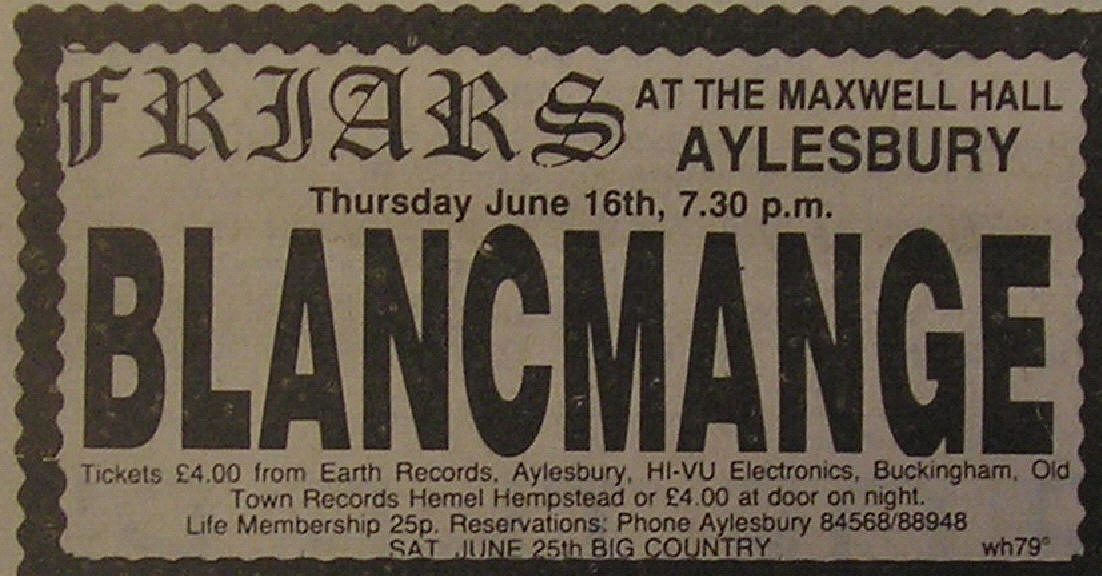 FRIARS AT THE MAXWELL HALL
AYLESBURY
Thursday June 16th, 7.30 p.m.
BLANCMANGE
Tickets £4.00 from Earth Records, Aylesbury, HI-VU Electronics, Buckingham, Old
Town Records Hemel Hempstead or £4.00 at door on night.
Life Membership 25p. Reservations: Phone Aylesbury 84568/88948
SAT JUNE 25th BIG COUNTRY wh79°